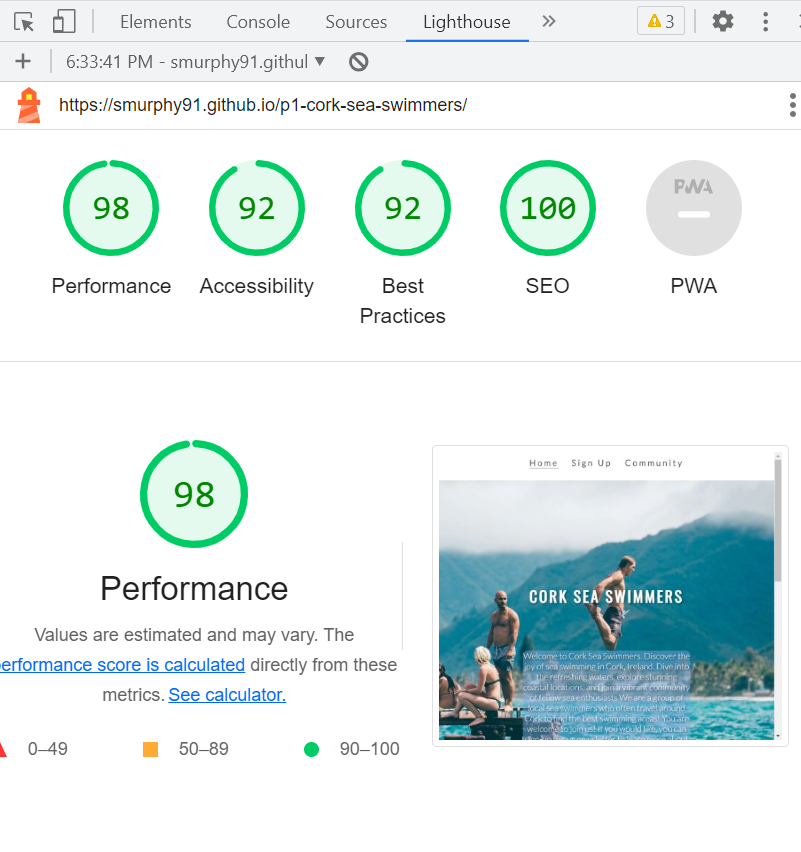 Elements Console Sources Lighthouse 3
6:33:41 PM - smurphy91.githul
https://smurphy91.github.io/p1-cork-sea-swimmers/
98 92 92 100 PWA
Performance Accessibility Best Practices SEO PWA
98
Performance
Values are estimated and may vary. The
erformance score is calculated directly from these
metrics. See calculator.
0–49 50–89 90–100
Home Sign Up Community
CORK SEA SWIMMERS
Welcome to Cork Sea Swimmers. Discover the
joy of sea swimming in Cork, Ireland. Dive into
the refreshing waters, explore stunning
coastal locations, and join a vibrant community
of fellow sea enthusiasts. We are a group of
local sea swimmers who often travel around
Cork to find the best swimming areas! You are
welcome to join us! If you would like, you can